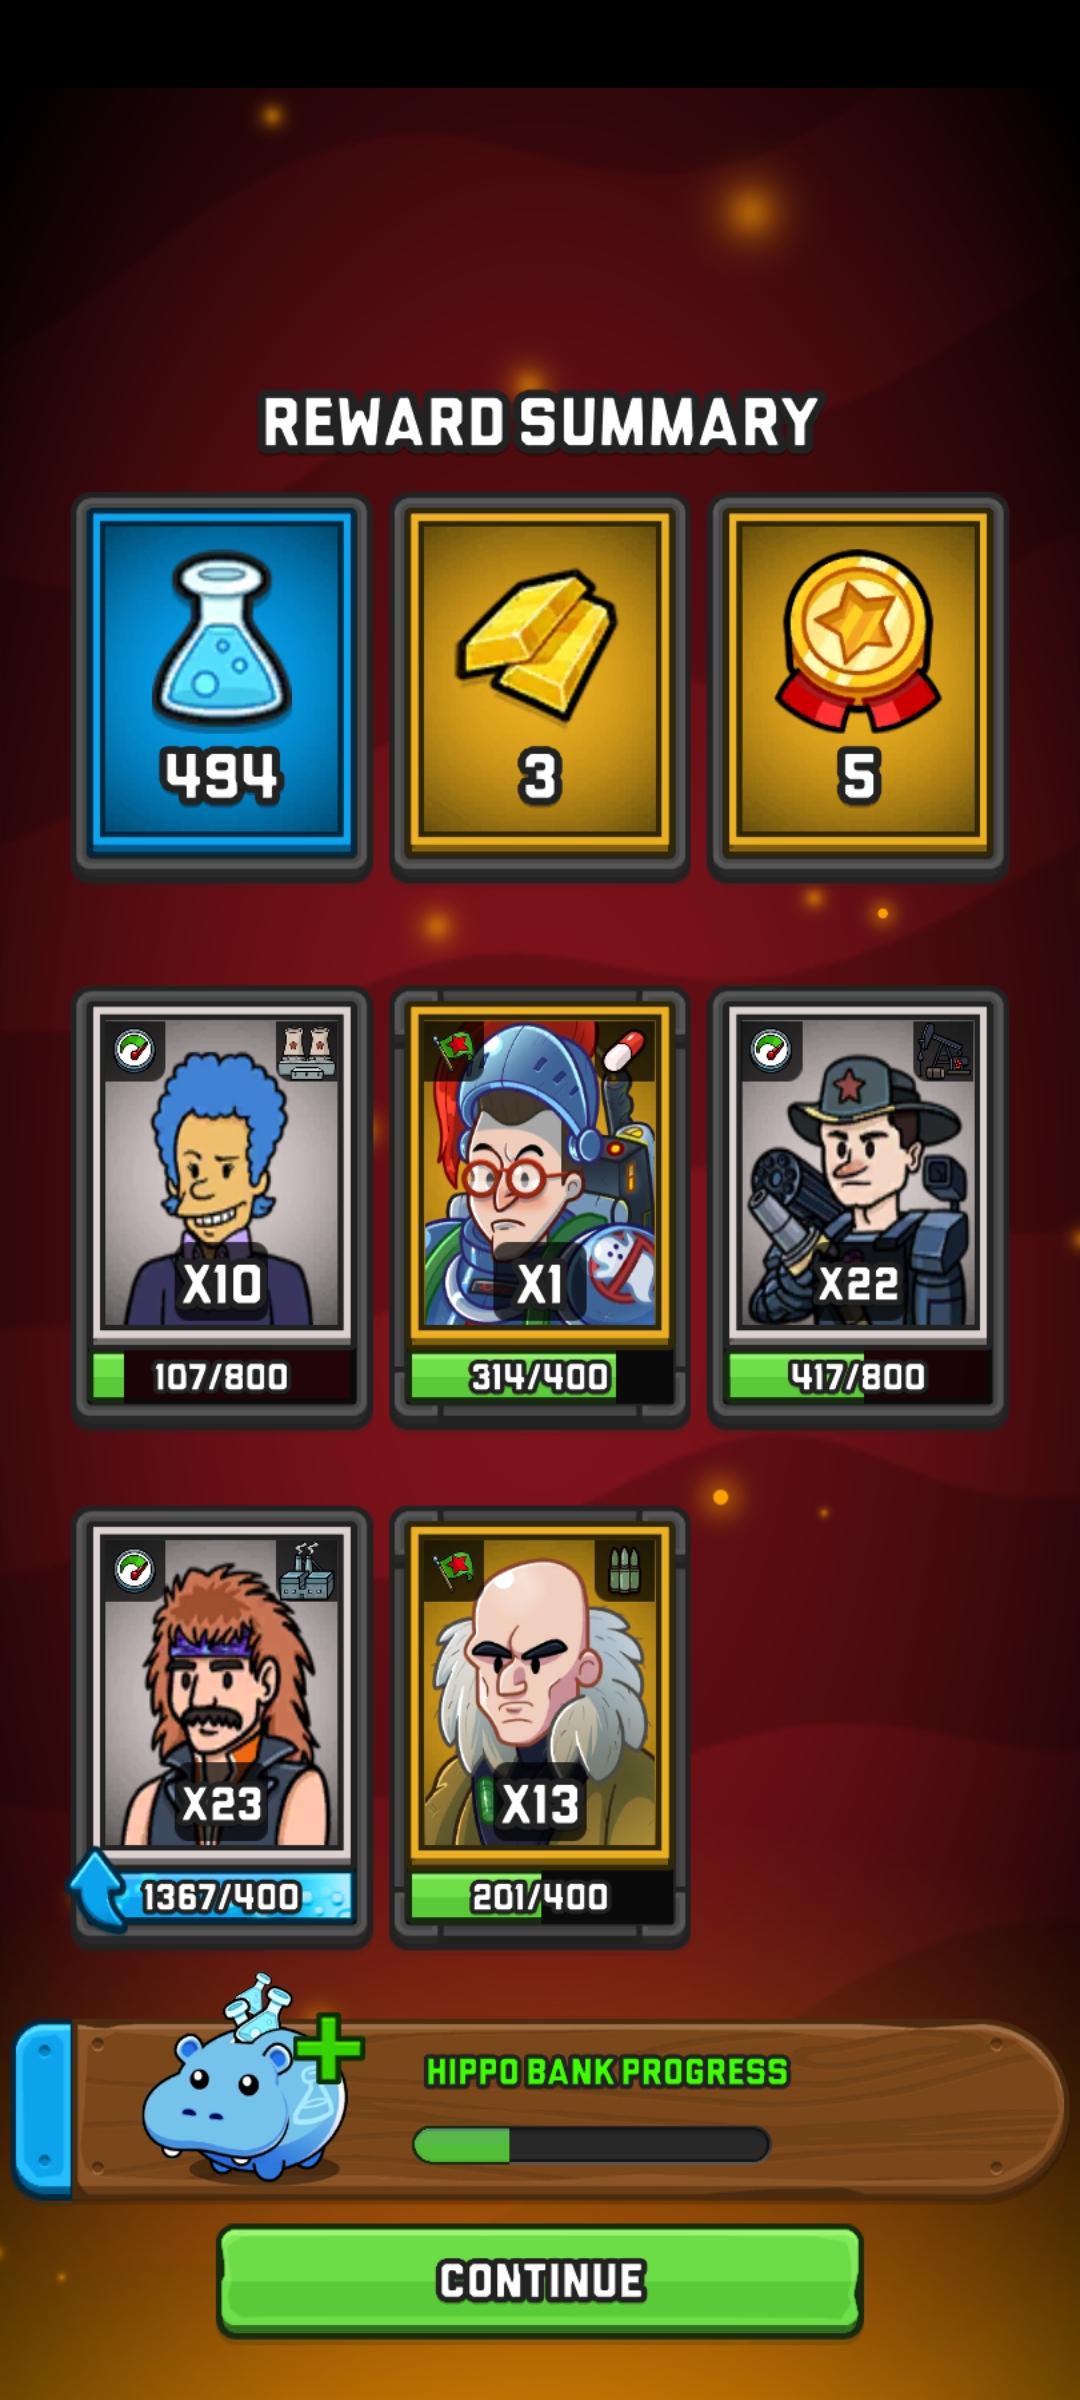 REWARD SUMMARY
494
3
5
X10
X1
X22
107/800
314/400
417/800
X23
X13
1367/400
201/400
HIPPO BANK PROGRESS
CONTINUE